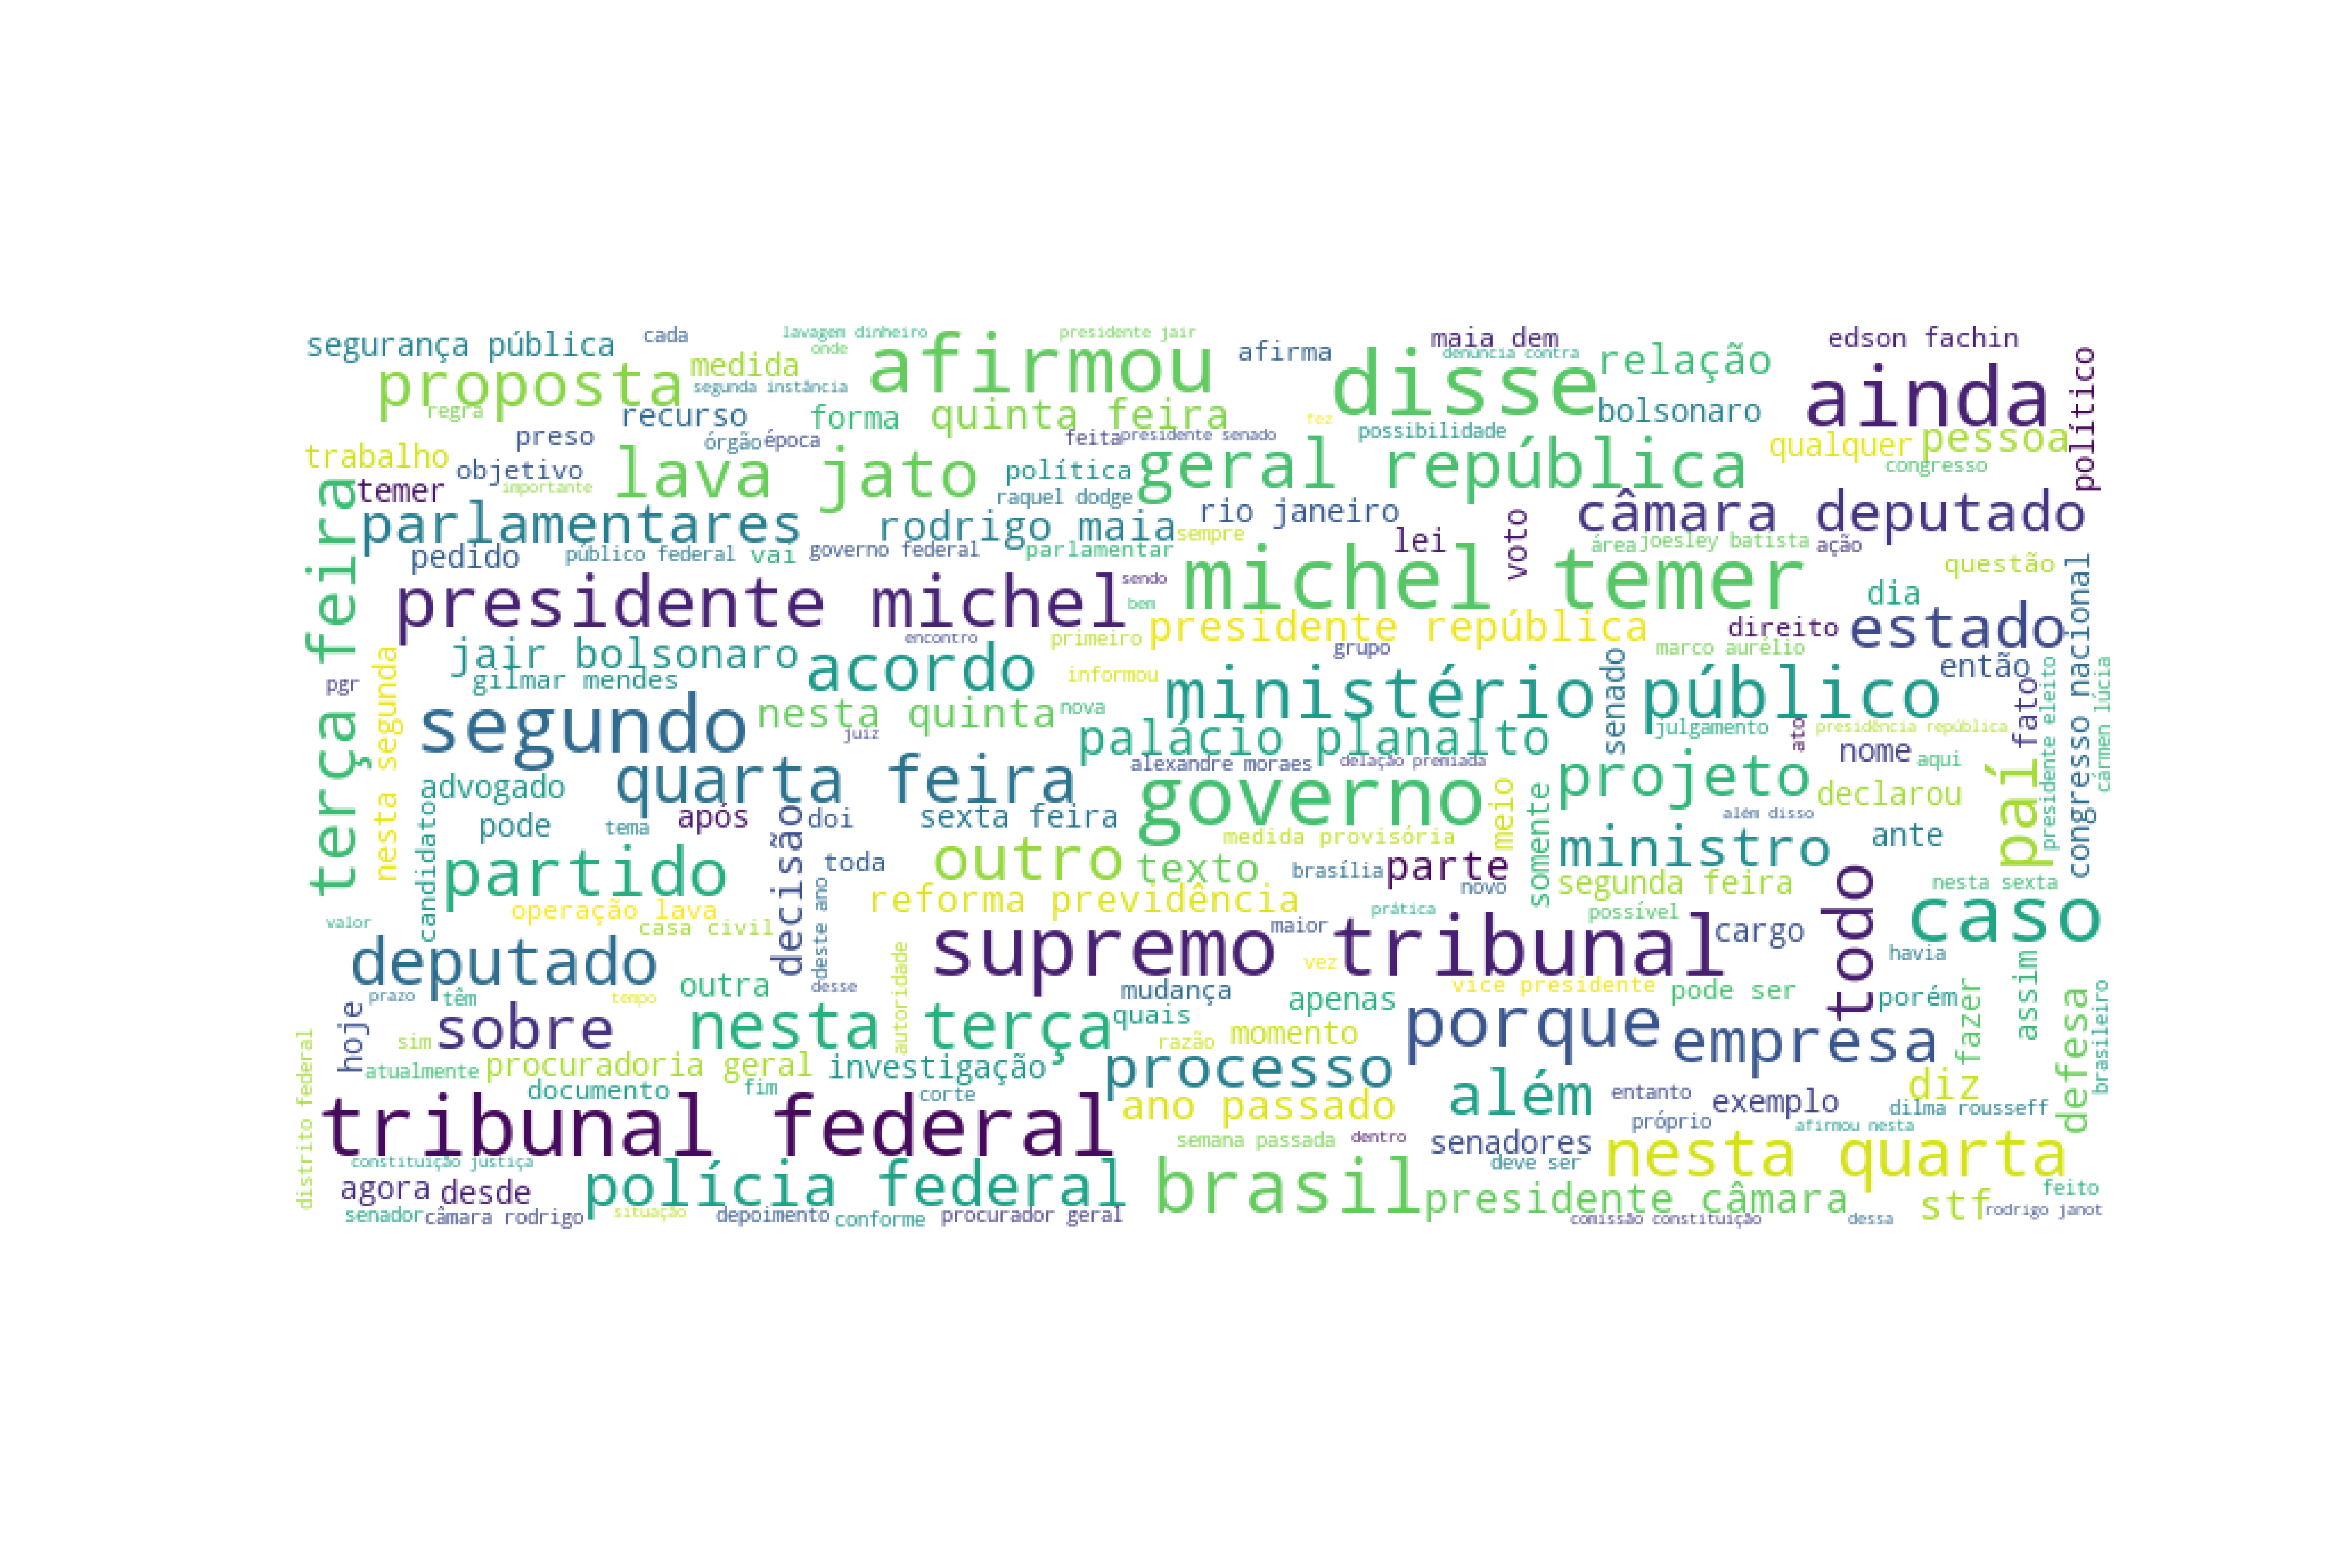 segurança pública
cada
lavagem dinheiro
onde
presidente jair
afirmou
afirma
disse
maia dem
denúncia contra
relação
edson fachin
ainda
político
proposta
medida
segunda instância
regra
recurso
forma
quinta feira
fez
bolsonaro
qualquer
pessoa
preso
órgão
época
feita
presidente senado
possibilidade
trabalho
objetivo
lava jato
política
geral república
congresso
temer
importante
raquel dodge
terça feira
parlamentares
rodrigo maia
sempre
rio janeiro
lei
voto
câmara deputado
pedido
público federal
vai
governo federal
parlamentar
área
joesley batista
ação
presidente michel
sendo
bem
michel temer
questão
dia
congresso nacional
encontro
primeiro
presidente república
direito
estado
jair bolsonaro
acordo
grupo
marco aurélio
então
gilmar mendes
informou
ministério público
senado
pgr
nesta segunda
segundo
nesta quinta
nova
juiz
palácio planalto
julgamento
ato
presidência república
fato
presidente eleito
cármen lúcia
quarta feira
alexandre moraes
delação premiada
projeto
nome
aqui
país
advogado
candidato
pode
tema
após
decisão
doi
sexta feira
governo
meio
somente
declarou
medida provisória
além disso
ante
partido
toda
outro
texto
brasília
parte
novo
ministro
segunda feira
todo
nesta sexta
operação lava
casa civil
deste ano
reforma previdência
prática
possível
caso
valor
deputado
autoridade
supremo tribunal
maior
vez
cargo
havia
assim
prazo
têm
tempo
outra
desse
mudança
apenas
vice presidente
pode ser
porém
fazer
defesa
brasileiro
hoje
sobre
sim
nesta terça
quais
momento
razão
porque
empresa
distrito federal
atualmente
procuradoria geral
investigação
processo
além
diz
documento
fim
corte
ano passado
entanto
exemplo
dilma rousseff
tribunal federal
semana passada
dentro
senadores
próprio
afirmou nesta
constituição justiça
deve ser
nesta quarta
agora
desde
polícia federal
brasil
presidente câmara
stf
feito
senador
câmara rodrigo
situação
depoimento
conforme
procurador geral
comissão constituição
dessa
rodrigo janot